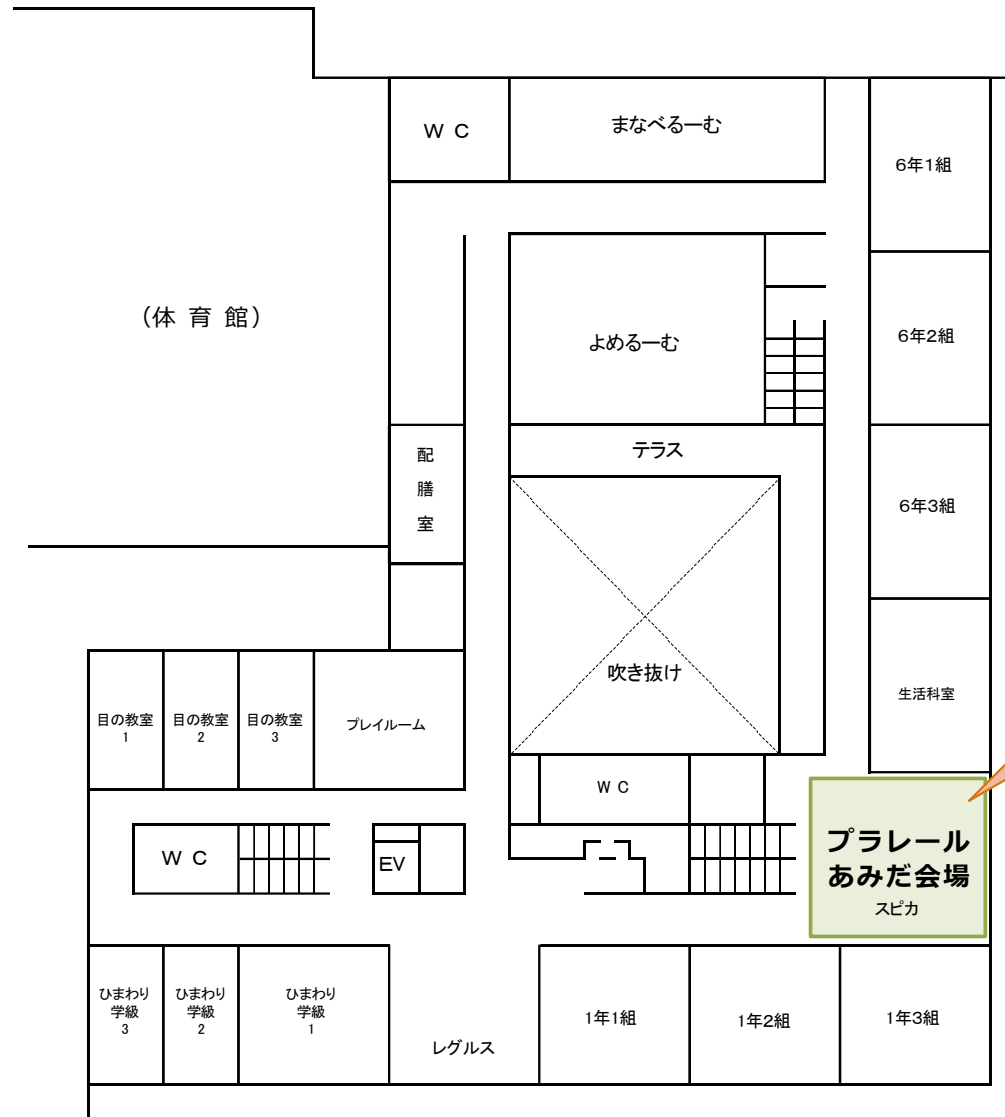 ＷＣ
まなべるーむ
6年1組
（体育館）
よめるーむ
6年2組
テラス
配
膳
室
6年3組
吹き抜け
生活科室
目の教室
1
目の教室
2
目の教室
3
プレイルーム
ＷＣ
ＷＣ
EV
プラレール
あみだ会場
スピカ
ひまわり
学級
3
ひまわり
学級
2
ひまわり
学級
1
レグルス
1年1組
1年2組
1年3組